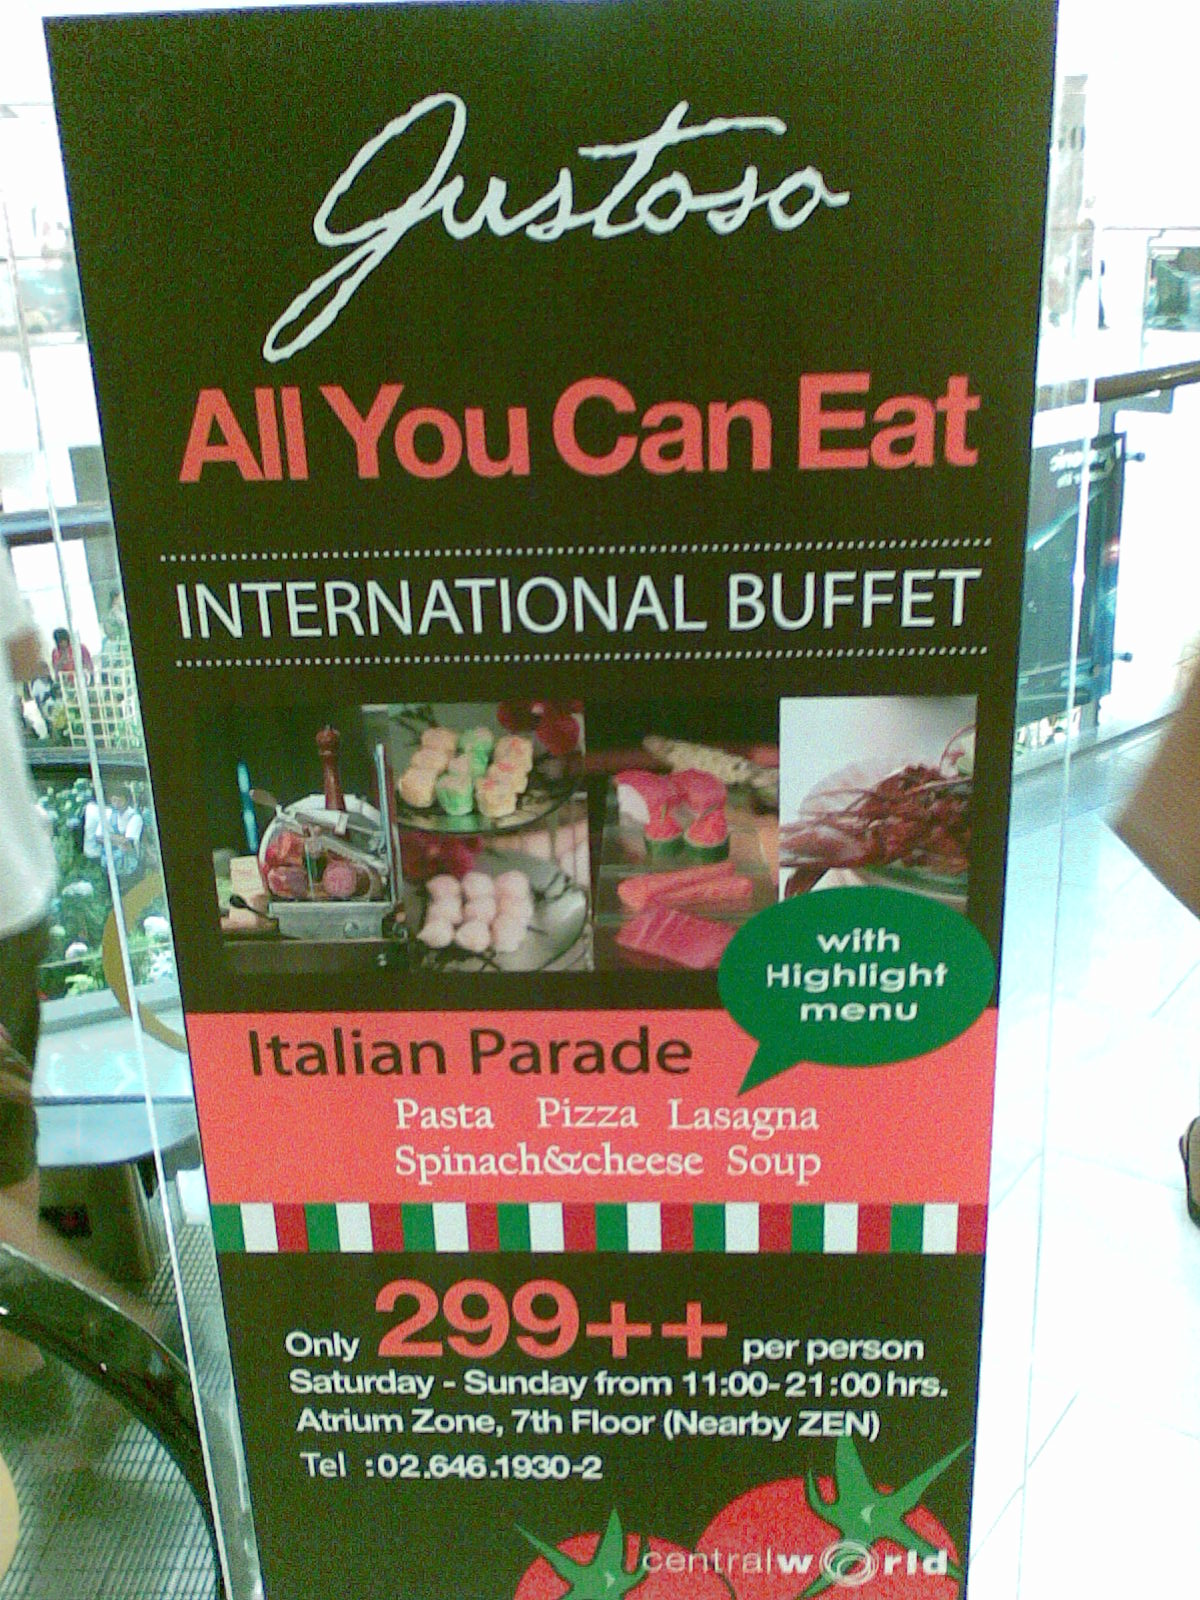 Gustoso
All You Can Eat
INTERNATIONAL BUFFET
with
Highlight
menu
Italian Parade
Pasta Pizza Lasagna
Spinach&cheese Soup
Only 299++ per person
Saturday - Sunday from 11:00-21:00 hrs.
Atrium Zone, 7th Floor (Nearby ZEN)
Tel :02.646.1930-2
centralworld